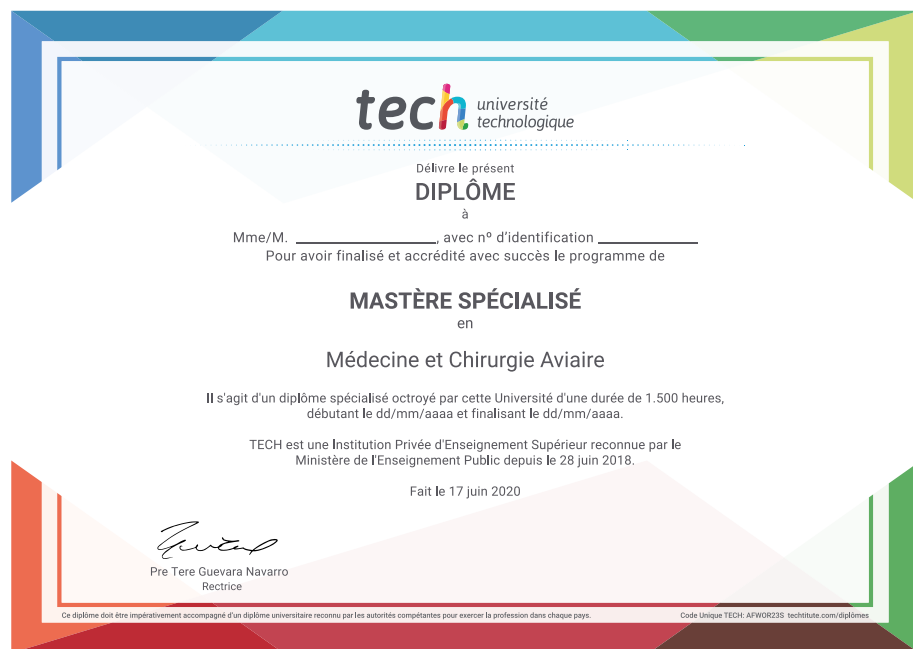 tech université
technologique
Délivre le présent
DIPLÔME
à
Mme/M. ____________, avec nº d'identification ____________
Pour avoir finalisé et accrédité avec succès le programme de
MASTÈRE SPÉCIALISÉ
en
Médecine et Chirurgie Aviaire
Il s'agit d'un diplôme spécialisé octroyé par cette Université d'une durée de 1.500 heures,
débutant le dd/mm/aaaa et finalisant le dd/mm/aaaa.
TECH est une Institution Privée d'Enseignement Supérieur reconnue par le
Ministère de l'Enseignement Public depuis le 28 juin 2018.
Fait le 17 juin 2020
Pre Tere Guevara Navarro
Rectrice
Ce diplôme doit être impérativement accompagné d'un diplôme universitaire reconnu par les autorités compétantes pour exercer la profession dans chaque pays.
Code Unique TECH: AFWOR23S techtitute.com/diplômes